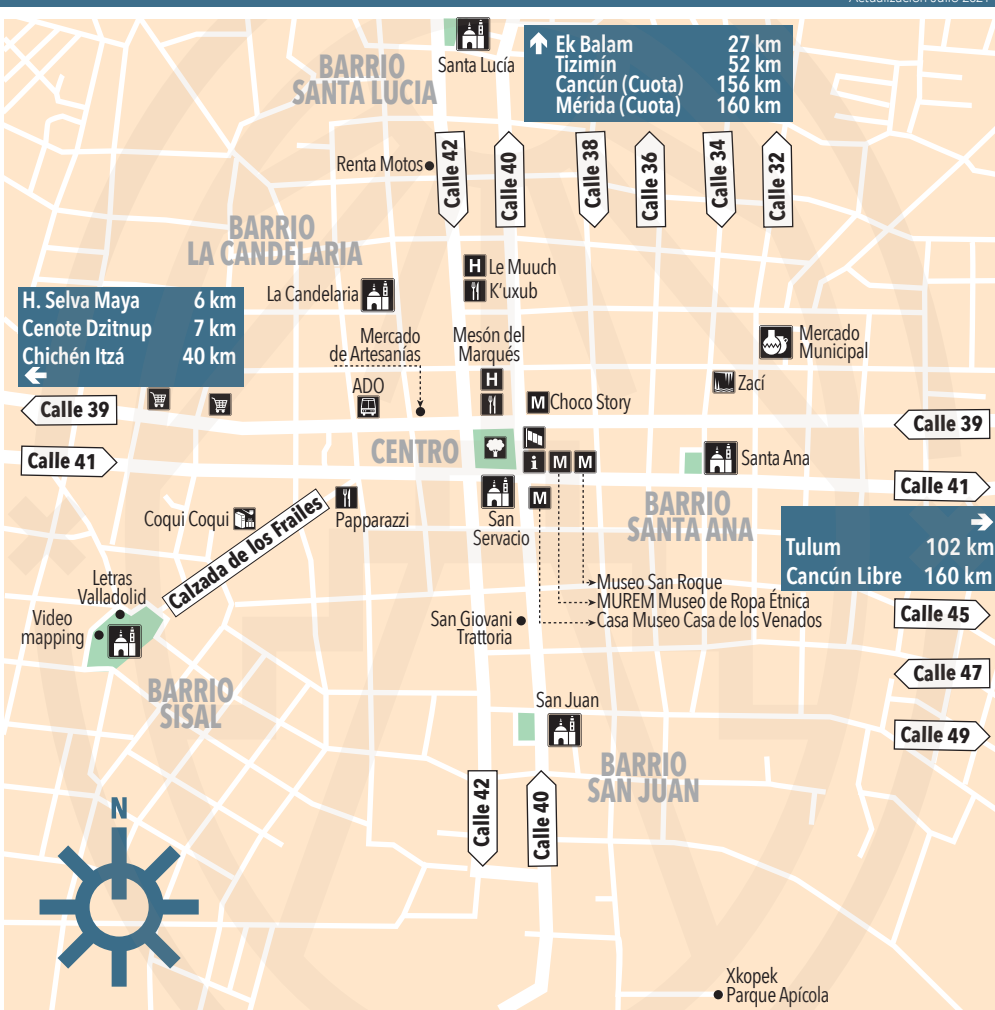 Actualización Julio 2021
BARRIO
SANTA LUCIA
Santa Lucía
Ek Balam 27 km
Tizimín 52 km
Cancún (Cuota) 156 km
Mérida (Cuota) 160 km
Renta Motos
Calle 42
Calle 40
Calle 38
Calle 36
Calle 34
Calle 32
BARRIO
LA CANDELARIA
La Candelaria
H Le Muuch
K'uxub
H. Selva Maya 6 km
Cenote Dzitnup 7 km
Chichén Itzá 40 km
Mercado
de Artesanías
Mesón del
Marqués
H
Mercado
Municipal
ADO
Zací
M Choco Story
Calle 39
Calle 39
CENTRO
Calle 41
i M M
Santa Ana
Calle 41
BARRIO
SANTA ANA
Coqui Coqui
Calzada de los Frailes
Papparazzi
San
Servacio
M
Tulum 102 km
Cancún Libre 160 km
Letras
Valladolid
Video
mapping
Museo San Roque
MUREM Museo de Ropa Étnica
Casa Museo Casa de los Venados
San Giovani
Trattoria
Calle 45
Calle 47
Calle 49
BARRIO
SISAL
San Juan
BARRIO
SAN JUAN
Calle 42
Calle 40
N
Xkopek
Parque Apícola